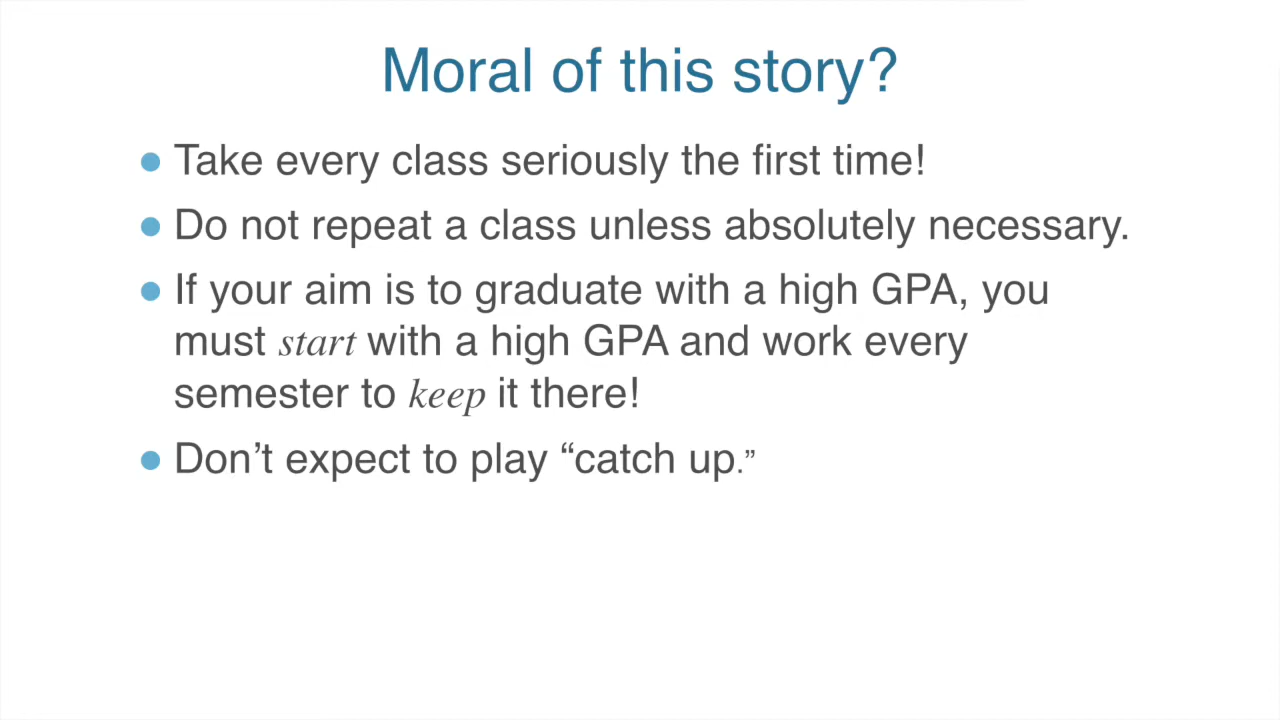 Moral of this story?
● Take every class seriously the first time!
● Do not repeat a class unless absolutely necessary.
● If your aim is to graduate with a high GPA, you
must start with a high GPA and work every
semester to keep it there!
● Don’t expect to play “catch up.”